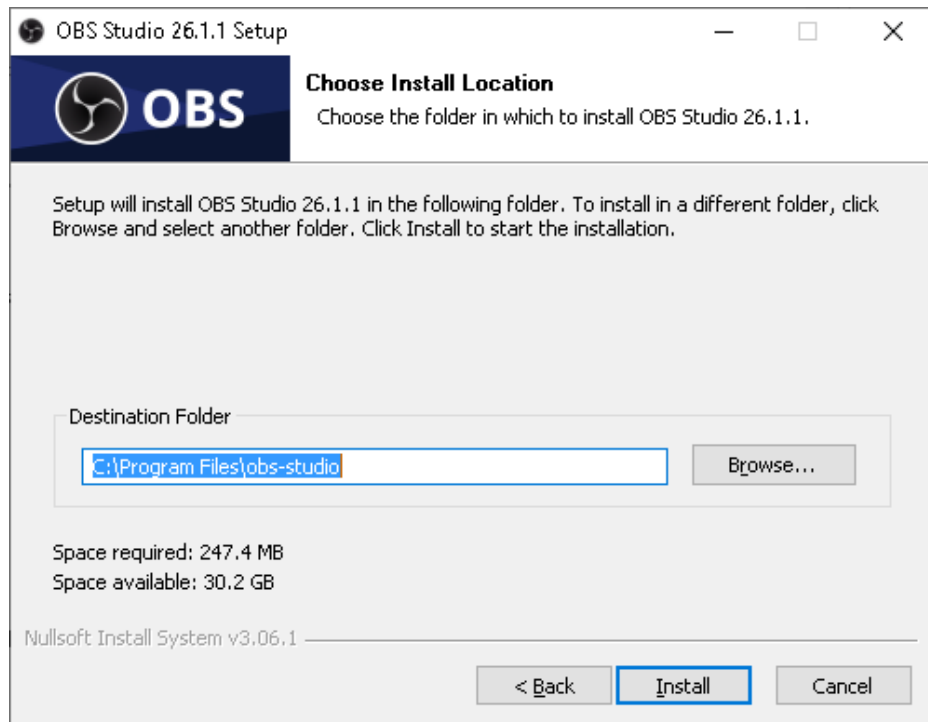 OBS Studio 26.1.1 Setup
OBS
Choose Install Location
Choose the folder in which to install OBS Studio 26.1.1.
Setup will install OBS Studio 26.1.1 in the following folder. To install in a different folder, click
Browse and select another folder. Click Install to start the installation.
Destination Folder
C:\Program Files\obs-studio
Browse...
Space required: 247.4 MB
Space available: 30.2 GB
Nullsoft Install System v3.06.1
< Back
Install
Cancel